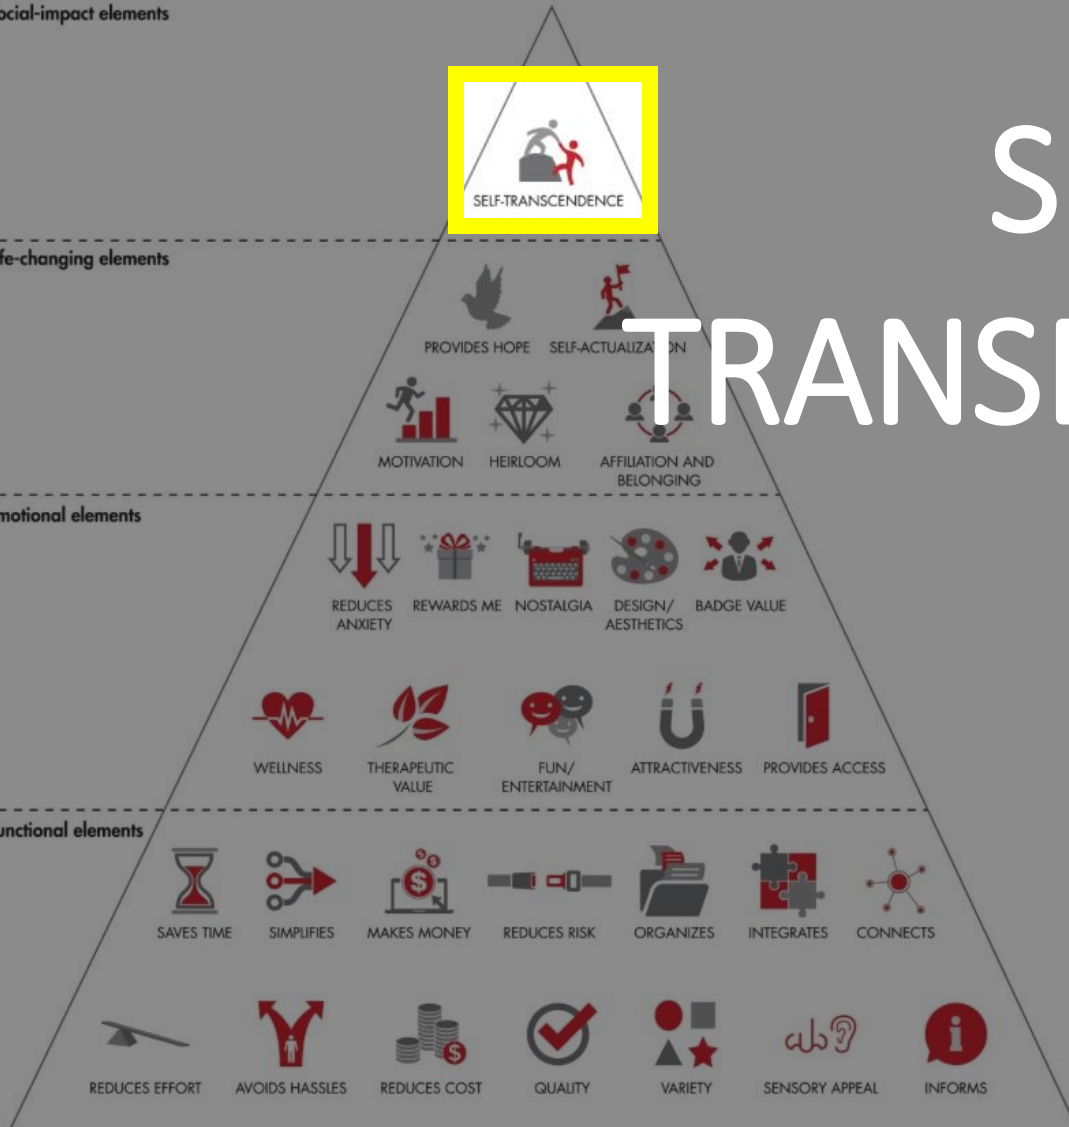 ocial-impact elements
S
SELF-TRANSCENDENCE
fe-changing elements
TRANS
PROVIDES HOPE SELF-ACTUALIZATION
MOTIVATION HEIRLOOM AFFILIATION AND
BELONGING
motional elements
REDUCES REWARDS ME NOSTALGIA DESIGN/ BADGE VALUE
ANXIETY AESTHETICS
WELLNESS THERAPEUTIC FUN/ ATTRACTIVENESS PROVIDES ACCESS
VALUE ENTERTAINMENT
unctional elements
SAVES TIME SIMPLIFIES MAKES MONEY REDUCES RISK ORGANIZES INTEGRATES CONNECTS
REDUCES EFFORT AVOIDS HASSLES REDUCES COST QUALITY VARIETY SENSORY APPEAL INFORMS